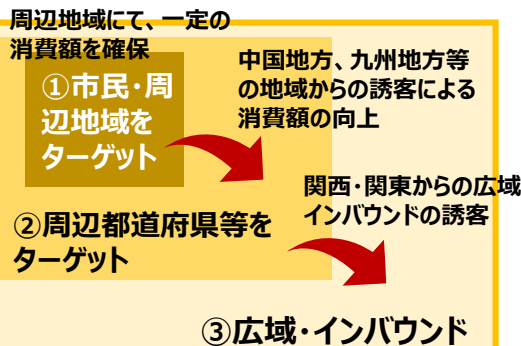 周辺地域にて、一定の
消費額を確保
①市民・周
辺地域を
ターゲット
中国地方、九州地方等
の地域からの誘客による
消費額の向上
関西・関東からの広域
インバウンドの誘客
②周辺都道府県等を
ターゲット
③広域・インバウンド